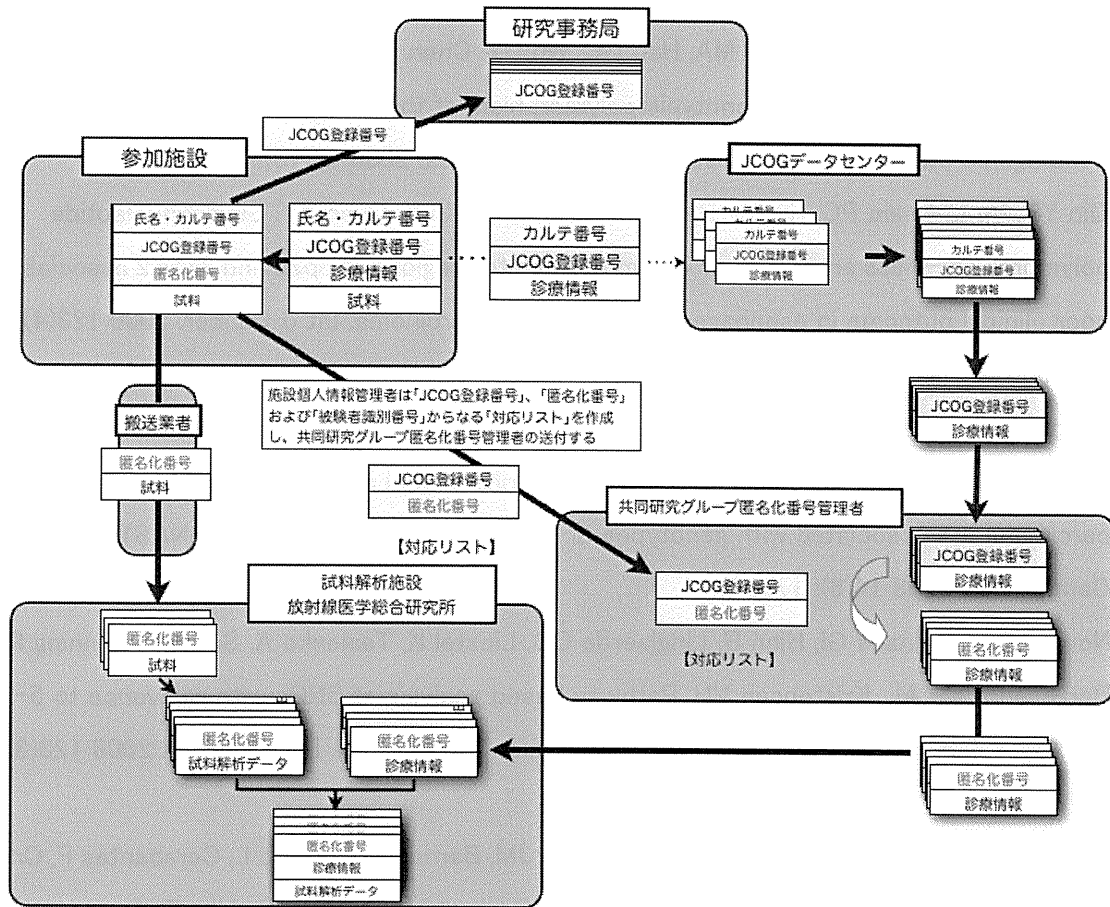 研究事務局
JCOG登録番号
JCOG登録番号
参加施設
氏名・カルテ番号
JCOG登録番号
匿名化番号
試料
氏名・カルテ番号
JCOG登録番号
診療情報
試料
カルテ番号
JCOG登録番号
診療情報
JCOGデータセンター
カルテ番号
カルテ番号
JCOG登録番号
診療情報
カルテ番号
JCOG登録番号
診療情報
施設個人情報管理者は「JCOG登録番号」、「匿名化番号」
および「被験者識別番号」からなる「対応リスト」を作成
し、共同研究グループ匿名化番号管理者の送付する
JCOG登録番号
診療情報
搬送業者
匿名化番号
試料
JCOG登録番号
匿名化番号
【対応リスト】
共同研究グループ匿名化番号管理者
JCOG登録番号
診療情報
JCOG登録番号
匿名化番号
【対応リスト】
匿名化番号
診療情報
試料解析施設
放射線医学総合研究所
匿名化番号
試料
匿名化番号
試料解析データ
匿名化番号
診療情報
匿名化番号
診療情報
匿名化番号
診療情報
試料解析データ